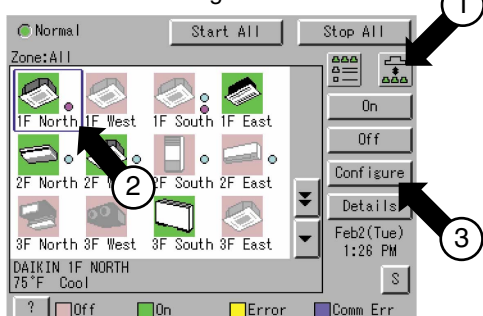 1
Normal
Start All
Stop All
Zone:All
1F North 1F West 1F South 1F East
On
Off
2
2F North 2F South 2F East
Configure
Details
3
3F North 3F West 3F South 3F East
Feb2(Tue)
1:26 PM
DAIKIN 1F NORTH
75°F Cool
S
? Off On Error Comm Err